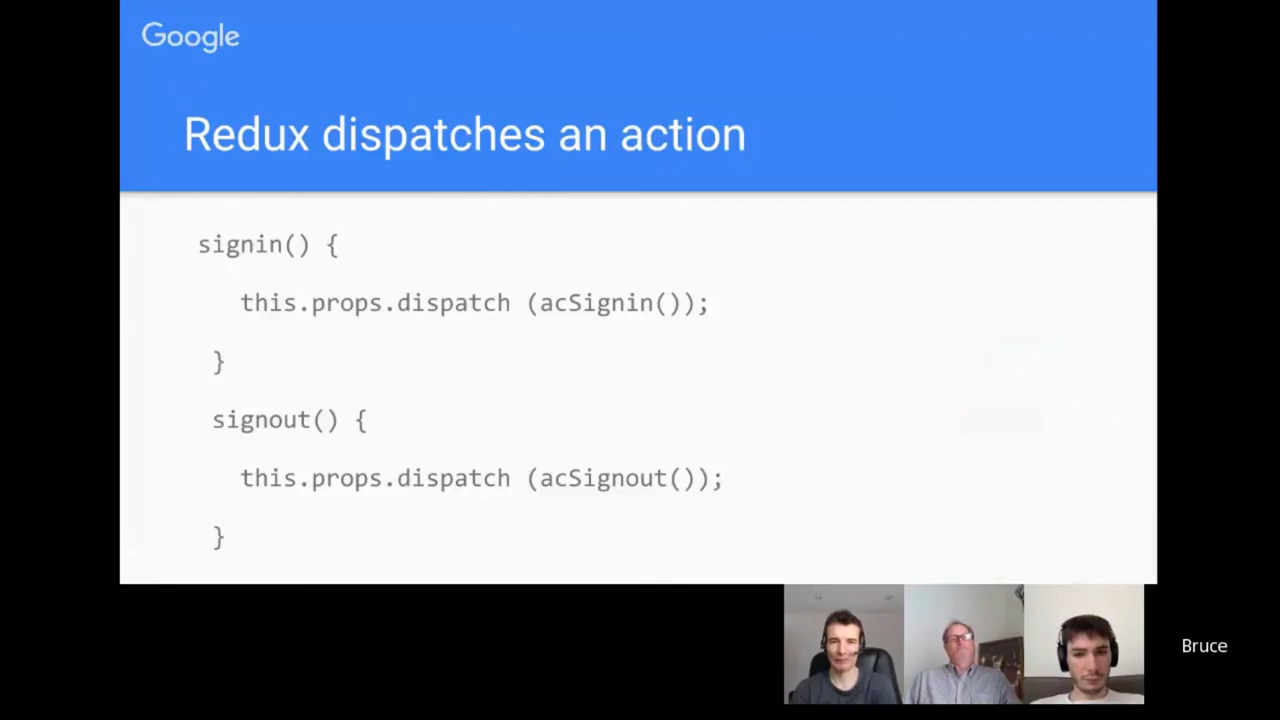 Google
Redux dispatches an action
signin() {
this.props.dispatch (acSignin());
}
signout() {
this.props.dispatch (acSignout());
}
Bruce